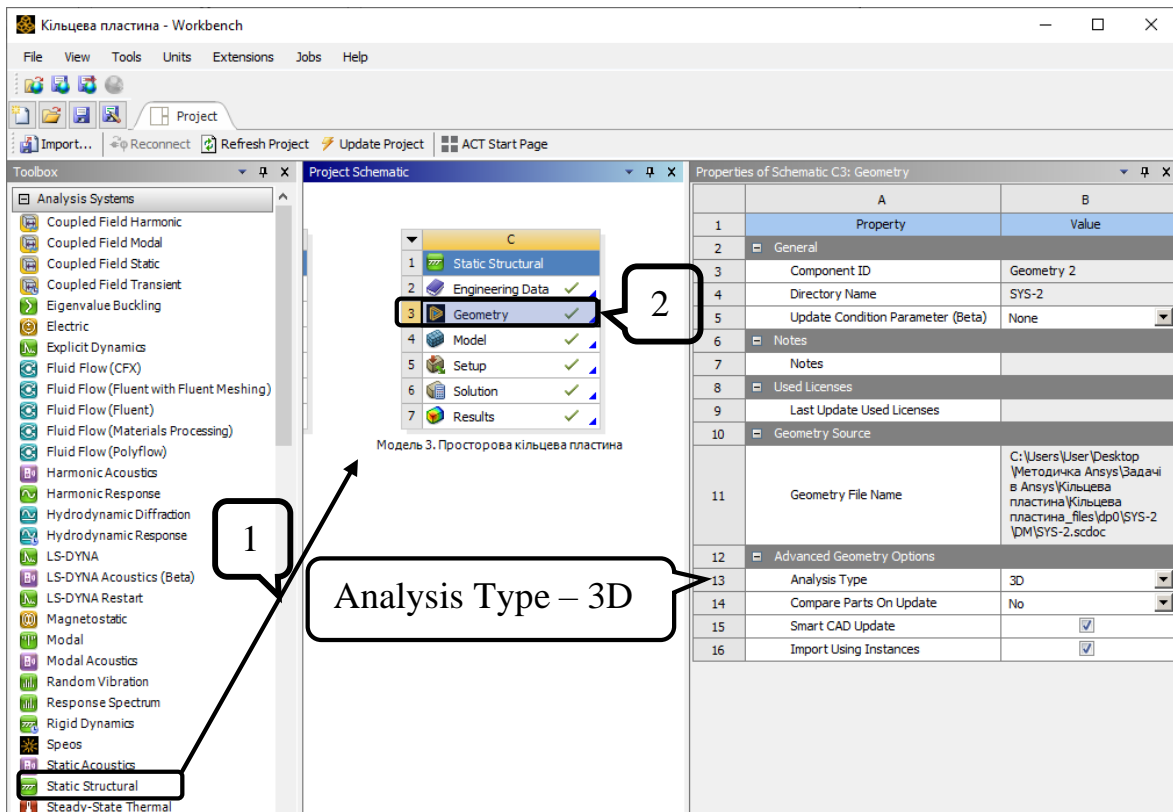 Кільцева пластина - Workbench
File View Tools Units Extensions Jobs Help
Project
Import... Reconnect Refresh Project Update Project ACT Start Page
Toolbox
Analysis Systems
Coupled Field Harmonic
Coupled Field Modal
Coupled Field Static
Coupled Field Transient
Eigenvalue Buckling
Electric
Explicit Dynamics
Fluid Flow (CFX)
Fluid Flow (Fluent with Fluent Meshing)
Fluid Flow (Fluent)
Fluid Flow (Materials Processing)
Fluid Flow (Polyflow)
Harmonic Acoustics
Harmonic Response
Hydrodynamic Diffraction
Hydrodynamic Response
LS-DYNA
LS-DYNA Acoustics (Beta)
LS-DYNA Restart
Magnetostatic
Modal
Modal Acoustics
Random Vibration
Response Spectrum
Rigid Dynamics
Speos
Static Acoustics
Static Structural
Steady-State Thermal
1
Project Schematic
C
1 Static Structural
2 Engineering Data
3 Geometry
4 Model
5 Setup
6 Solution
7 Results
Модель 3. Просторова кільцева пластина
2
Analysis Type – 3D
Properties of Schematic C3: Geometry
A B
1 Property Value
2 General
3 Component ID Geometry 2
4 Directory Name SYS-2
5 Update Condition Parameter (Beta) None
6 Notes
7 Notes
8 Used Licenses
9 Last Update Used Licenses
10 Geometry Source
11 Geometry File Name
C:\Users\User\Desktop
\Методичка Ansys\Задачі
в Ansys\Кільцева
пластина\Кільцева
пластина_files\dp0\SYS-2
\DM\SYS-2.scdoc
12 Advanced Geometry Options
13 Analysis Type 3D
14 Compare Parts On Update No
15 Smart CAD Update
16 Import Using Instances